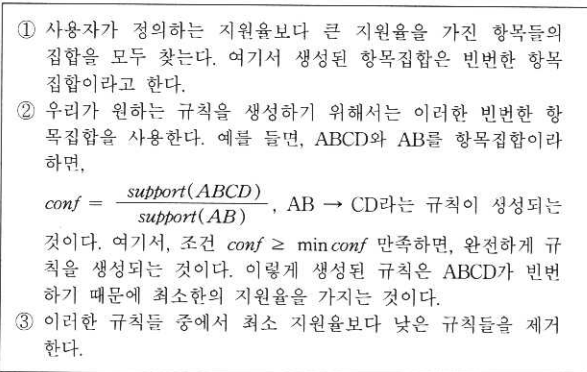 ① 사용자가 정의하는 지원율보다 큰 지원율을 가진 항목들의
집합을 모두 찾는다. 여기서 생성된 항목집합은 빈번한 항목
집합이라고 한다.
② 우리가 원하는 규칙을 생성하기 위해서는 이러한 빈번한 항
목집합을 사용한다. 예를 들면, ABCD와 AB를 항목집합이라
하면,
conf = support(ABCD) / support(AB), AB → CD라는 규칙이 생성되는
것이다. 여기서, 조건 conf ≥ minconf 만족하면, 완전하게 규
칙을 생성되는 것이다. 이렇게 생성된 규칙은 ABCD가 빈번
하기 때문에 최소한의 지원율을 가지는 것이다.
③ 이러한 규칙들 중에서 최소 지원율보다 낮은 규칙들을 제거
한다.